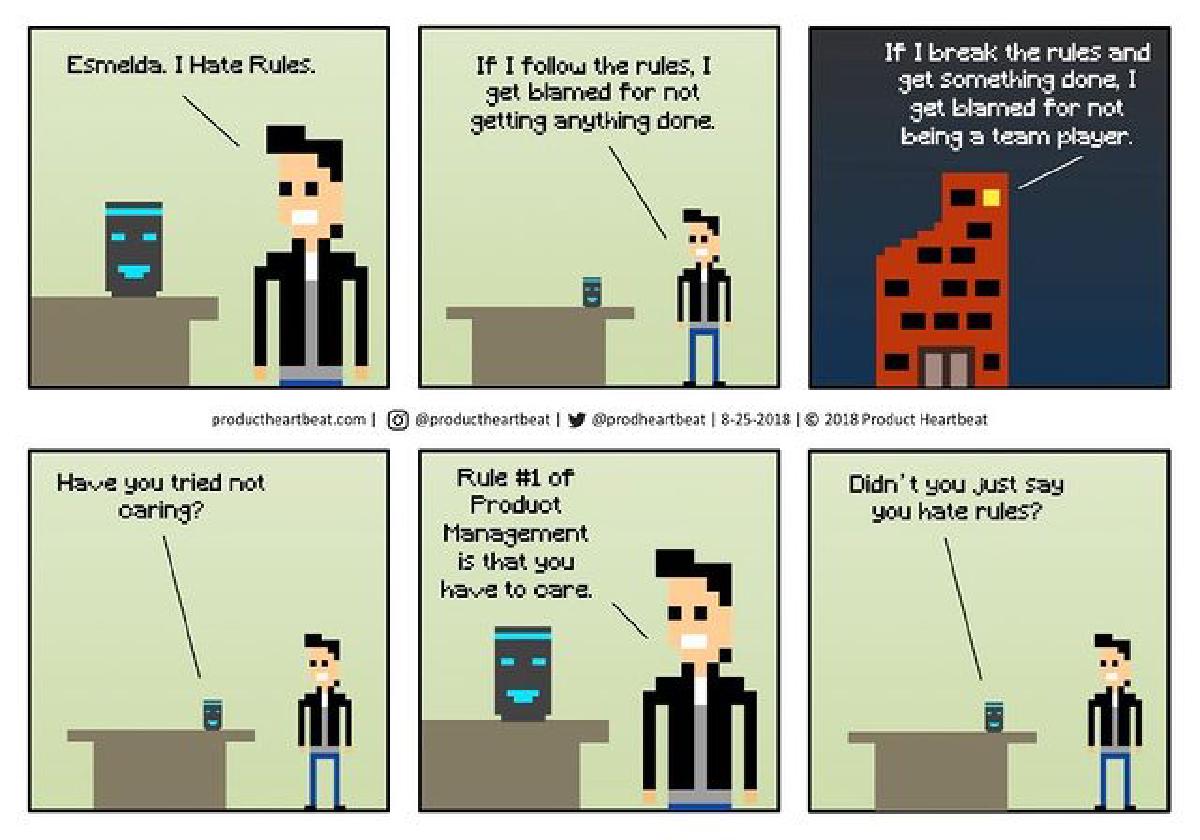 Esmelda. I Hate Rules.
If I follow the rules, I
get blamed for not
getting anything done.
If I break the rules and
get something done, I
get blamed for not
being a team player.
productheartbeat.com | @productheartbeat | @prodheartbeat | 8-25-2018 | © 2018 Product Heartbeat
Have you tried not
caring?
Rule #1 of
Product
Management
is that you
have to care.
Didn't you just say
you hate rules?